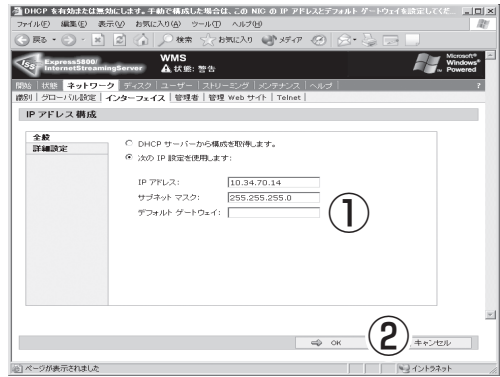 DHCP を有効または無効にします。手動で構成した場合は、この NIC の IP アドレスとデフォルト ゲートウェイを設定してくだ...
ファイル(F) 編集(E) 表示(V) お気に入り(A) ツール(T) ヘルプ(H)
戻る 検索 お気に入り メディア
iSS Express5800/ InternetStreamingServer
WMS
状態: 警告
Microsoft® Windows® Powered
開始 状態 ネットワーク ディスク ユーザー ストリーミング メンテナンス ヘルプ ?
識別 グローバル設定 インターフェイス 管理者 管理 Web サイト Telnet
IP アドレス構成
全般
詳細設定
DHCP サーバーから構成を取得します。
次の IP 設定を使用します:
IP アドレス: 10.34.70.14
サブネット マスク: 255.255.255.0
デフォルト ゲートウェイ:
①
OK
②
キャンセル
ページが表示されました イントラネット